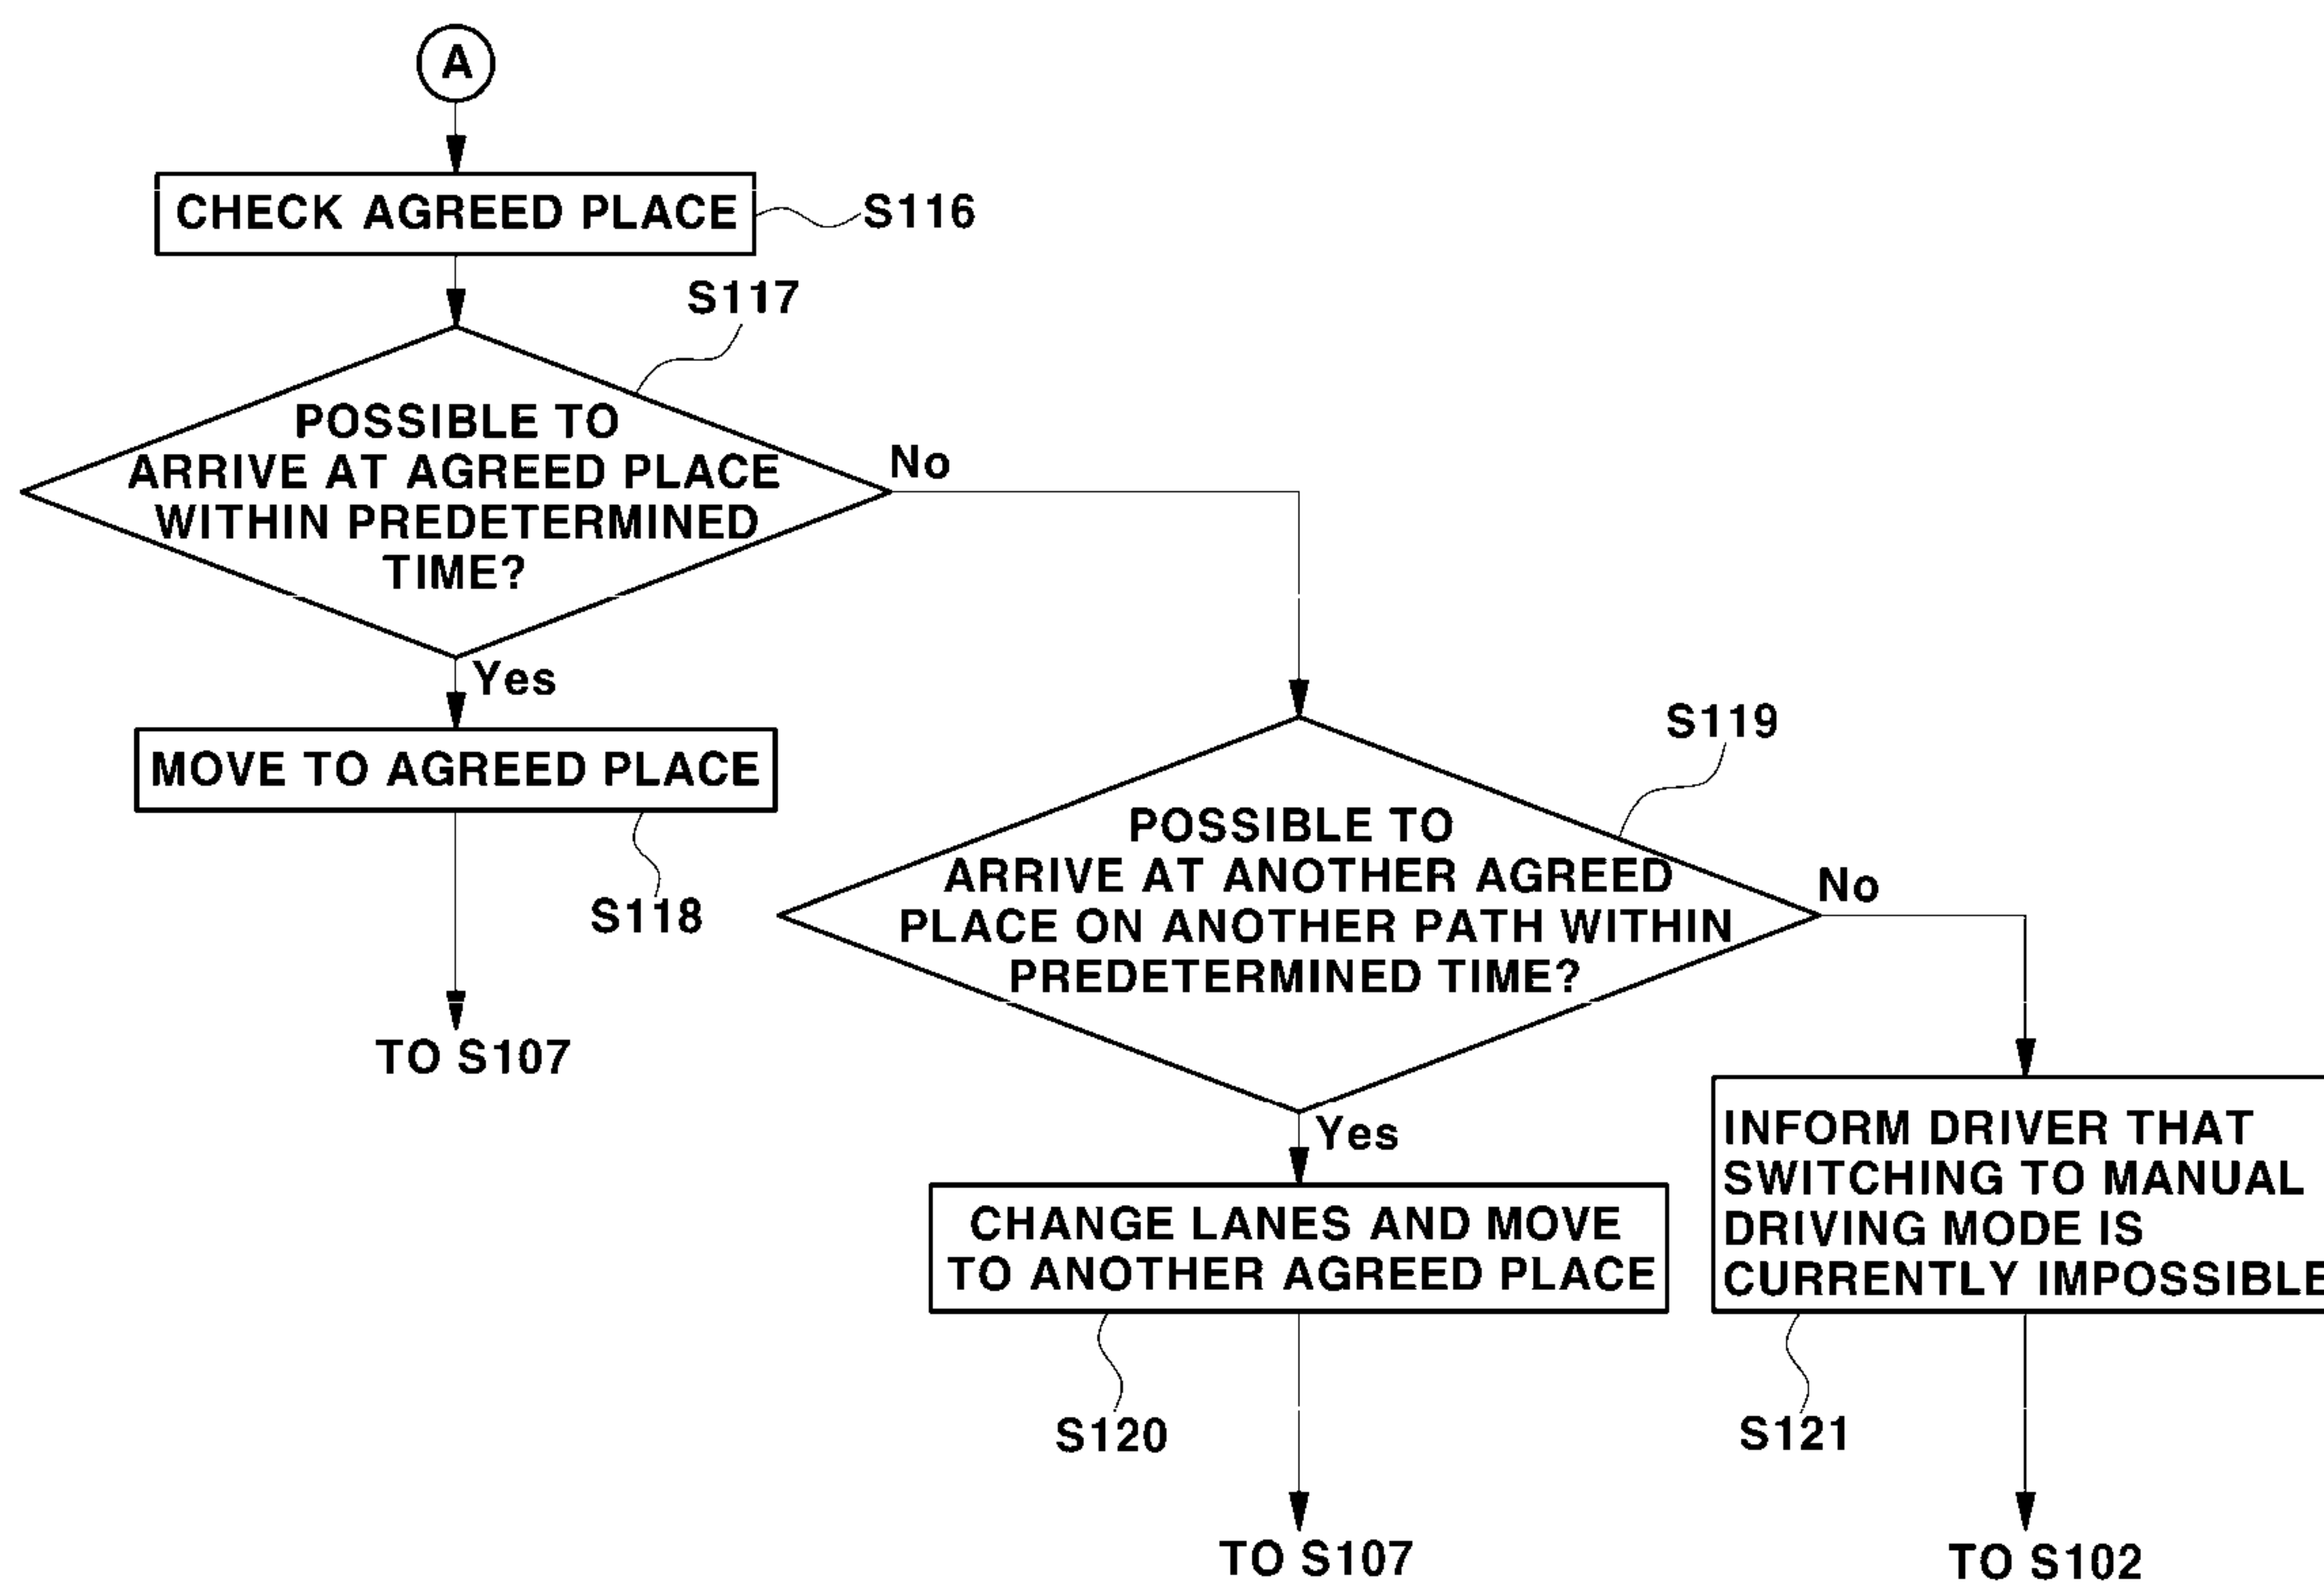 A
CHECK AGREED PLACE
S116
S117
POSSIBLE TO
ARRIVE AT AGREED PLACE
WITHIN PREDETERMINED
TIME?
No
Yes
MOVE TO AGREED PLACE
S118
TO S107
S119
POSSIBLE TO
ARRIVE AT ANOTHER AGREED
PLACE ON ANOTHER PATH WITHIN
PREDETERMINED TIME?
No
Yes
CHANGE LANES AND MOVE
TO ANOTHER AGREED PLACE
S120
TO S107
INFORM DRIVER THAT
SWITCHING TO MANUAL
DRIVING MODE IS
CURRENTLY IMPOSSIBLE
S121
TO S102